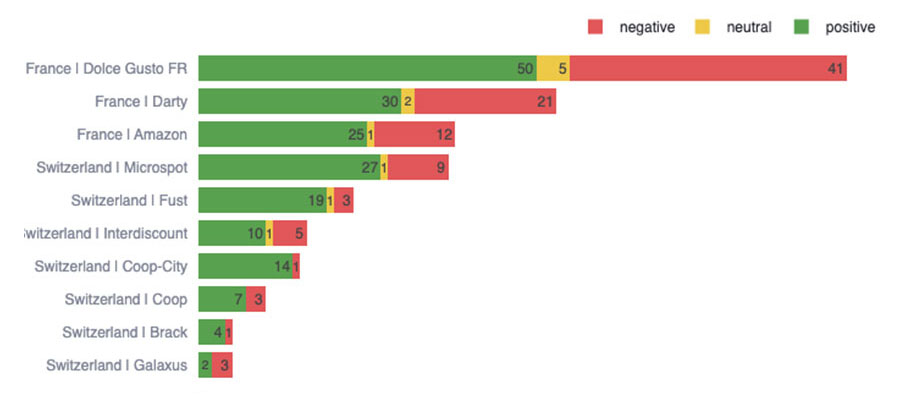 negative neutral positive
France | Dolce Gusto FR 50 5 41
France | Darty 30 2 21
France | Amazon 25 1 12
Switzerland | Microspot 27 1 9
Switzerland | Fust 19 1 3
witzerland | Interdiscount 10 1 5
Switzerland | Coop-City 14 1
Switzerland | Coop 7 3
Switzerland | Brack 4 1
Switzerland | Galaxus 2 3